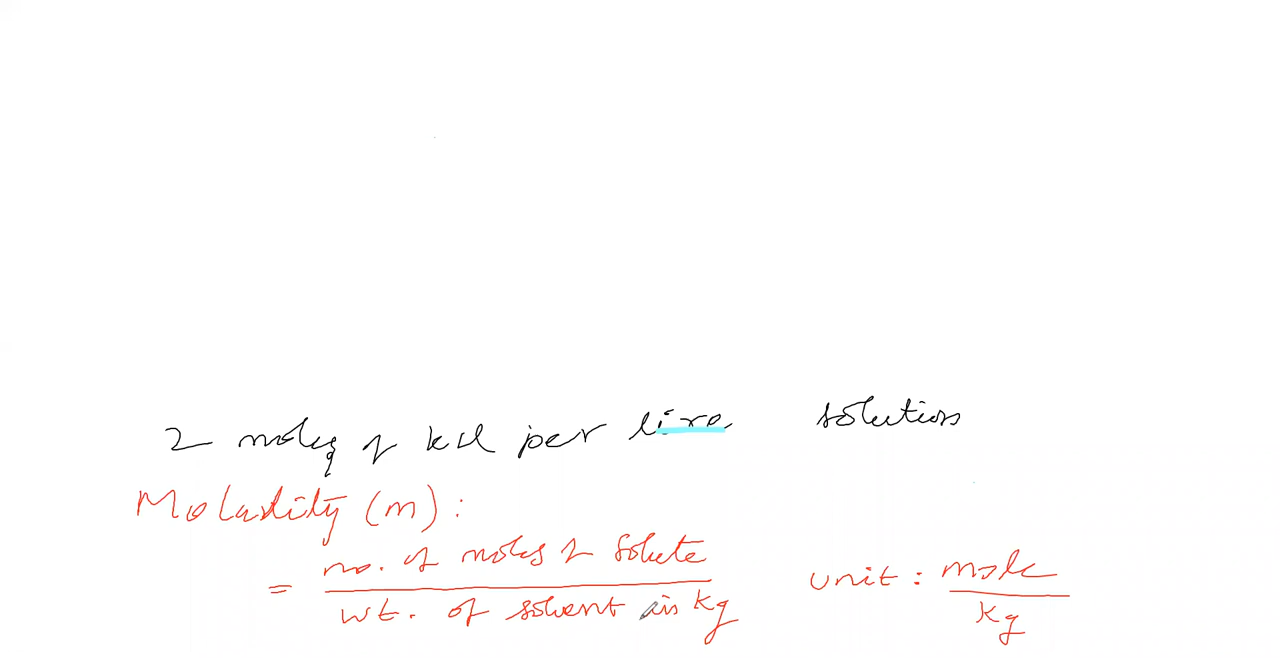 2 moles of kcl per litre solution
Molality (m) :
= no. of moles of solute
wt. of solvent in kg
unit : mole
kg